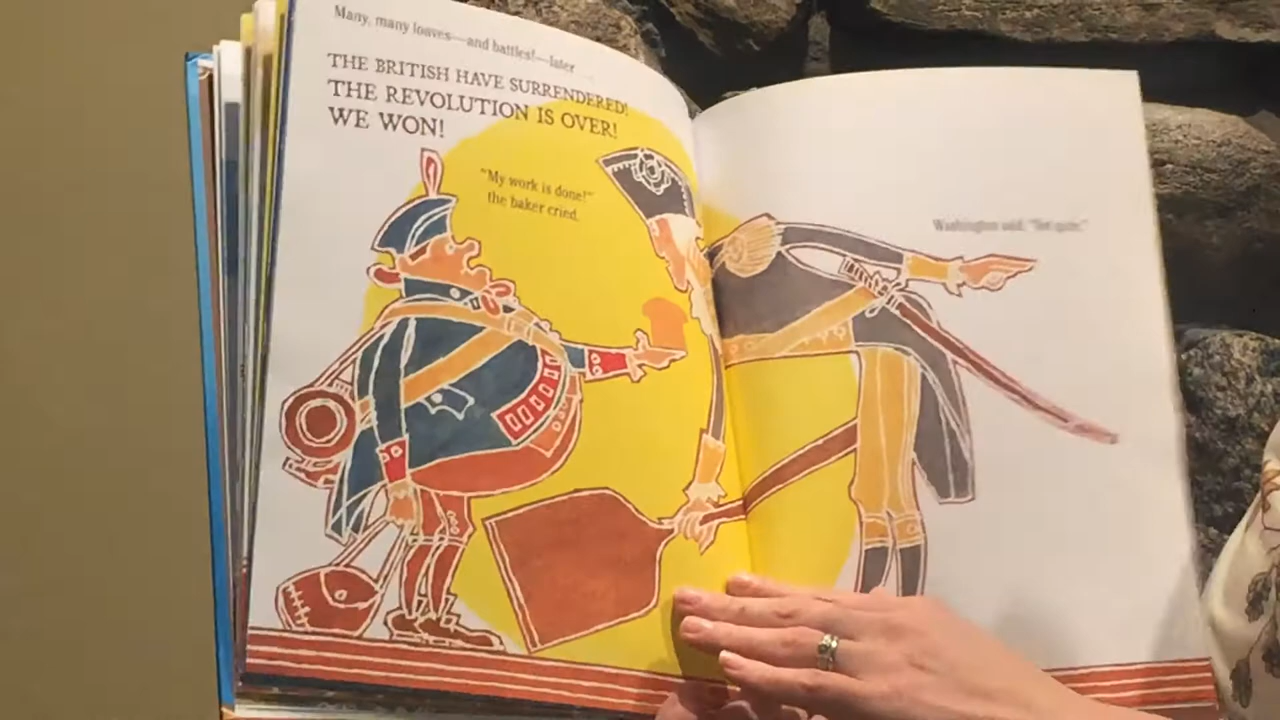 Many, many loaves—and battles!—later . . .
THE BRITISH HAVE SURRENDERED!
THE REVOLUTION IS OVER!
WE WON!
"My work is done!"
the baker cried.
Washington said, "Not quite."